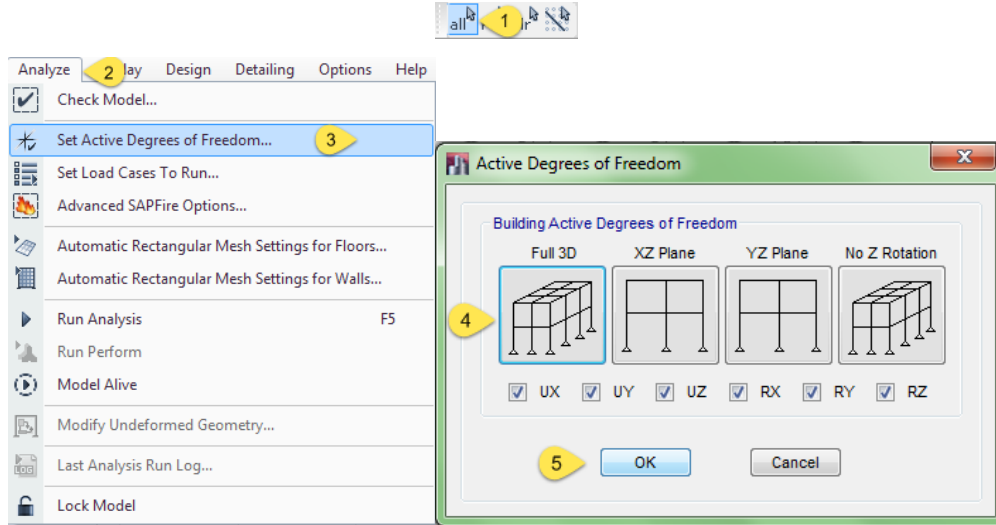 all 1
Analyze 2 lay Design Detailing Options Help
Check Model...
Set Active Degrees of Freedom... 3
Set Load Cases To Run...
Advanced SAPFire Options...
Automatic Rectangular Mesh Settings for Floors...
Automatic Rectangular Mesh Settings for Walls...
Run Analysis F5
Run Perform
Model Alive
Modify Undeformed Geometry...
LOG Last Analysis Run Log...
Lock Model
Active Degrees of Freedom
Building Active Degrees of Freedom
Full 3D XZ Plane YZ Plane No Z Rotation
4
UX UY UZ RX RY RZ
5 OK Cancel